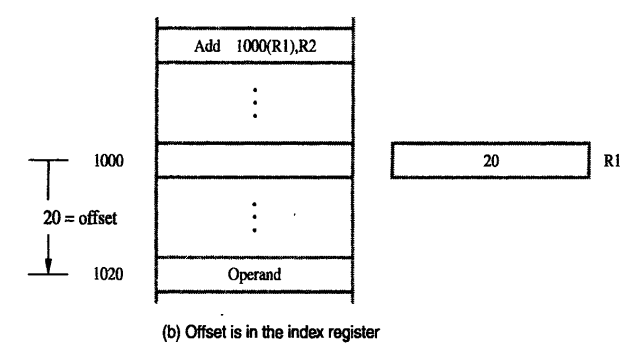 Add 1000(R1),R2
1000
20
R1
20 = offset
1020
Operand
(b) Offset is in the index register